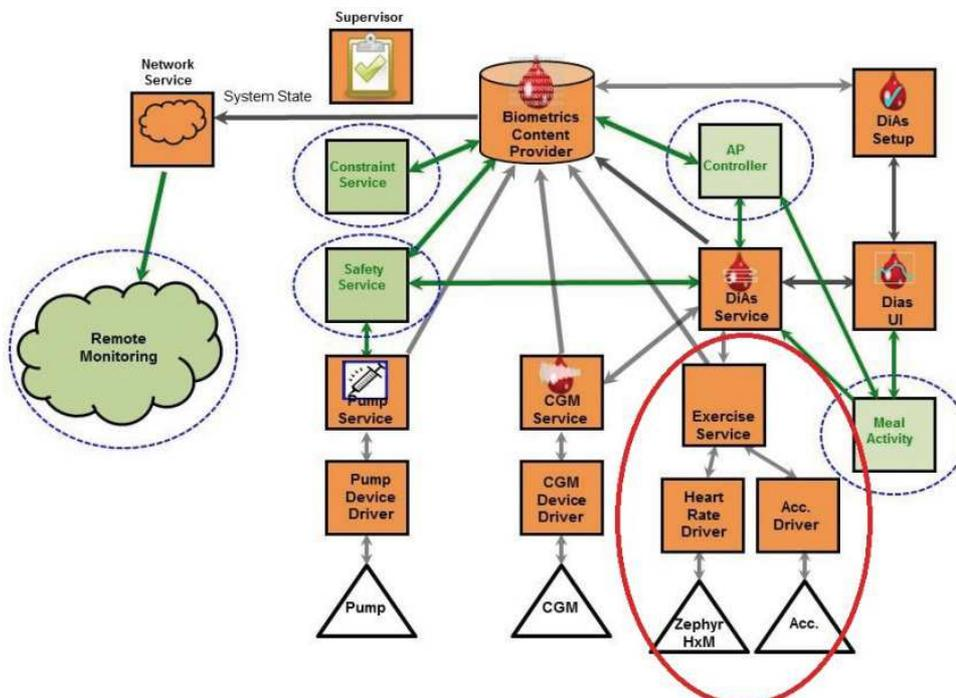 Supervisor
Network
Service
System State
Biometrics
Content
Provider
DiAs
Setup
Constraint
Service
AP
Controller
Safety
Service
DiAs
Service
Dias
UI
Remote
Monitoring
Pump
Service
CGM
Service
Exercise
Service
Meal
Activity
Pump
Device
Driver
CGM
Device
Driver
Heart
Rate
Driver
Acc.
Driver
Pump
CGM
Zephyr
HxM
Acc.